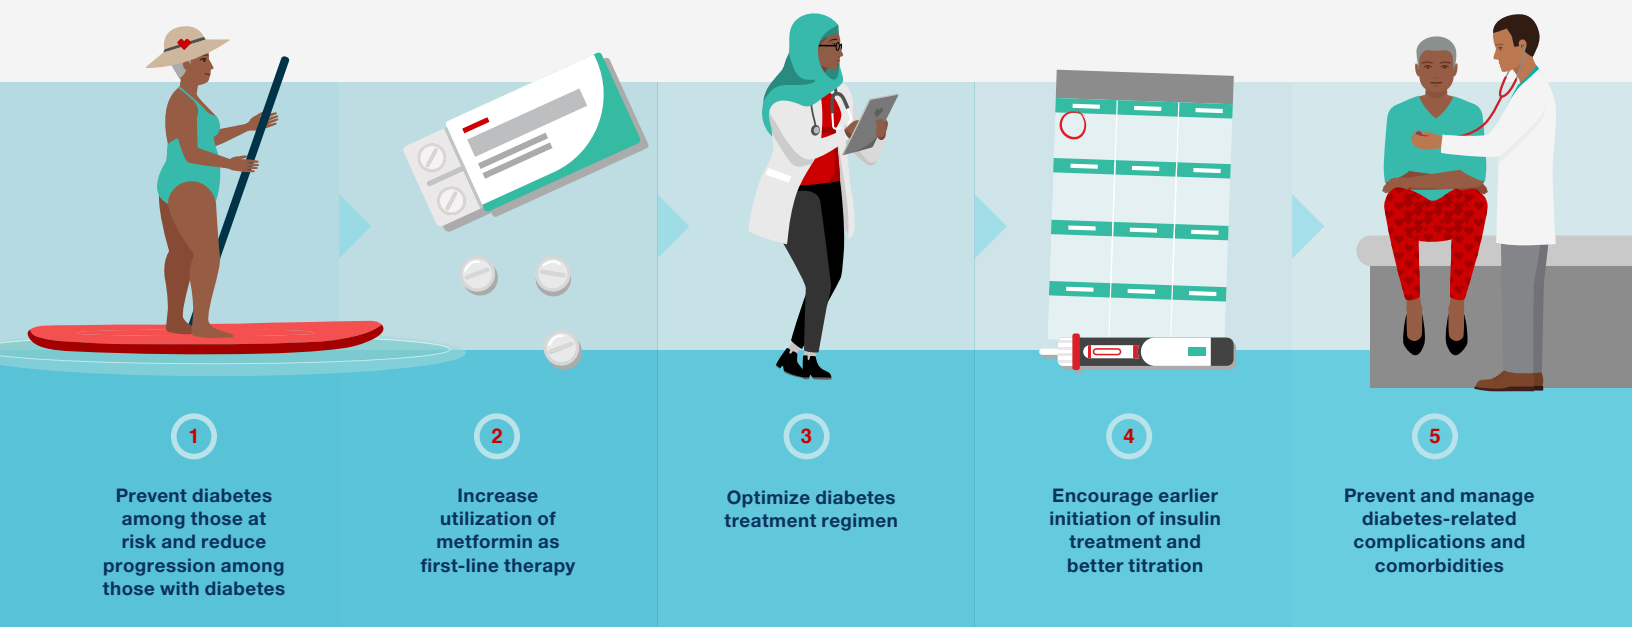 1
Prevent diabetes
among those at
risk and reduce
progression among
those with diabetes
2
Increase
utilization of
metformin as
first-line therapy
3
Optimize diabetes
treatment regimen
4
Encourage earlier
initiation of insulin
treatment and
better titration
5
Prevent and manage
diabetes-related
complications and
comorbidities